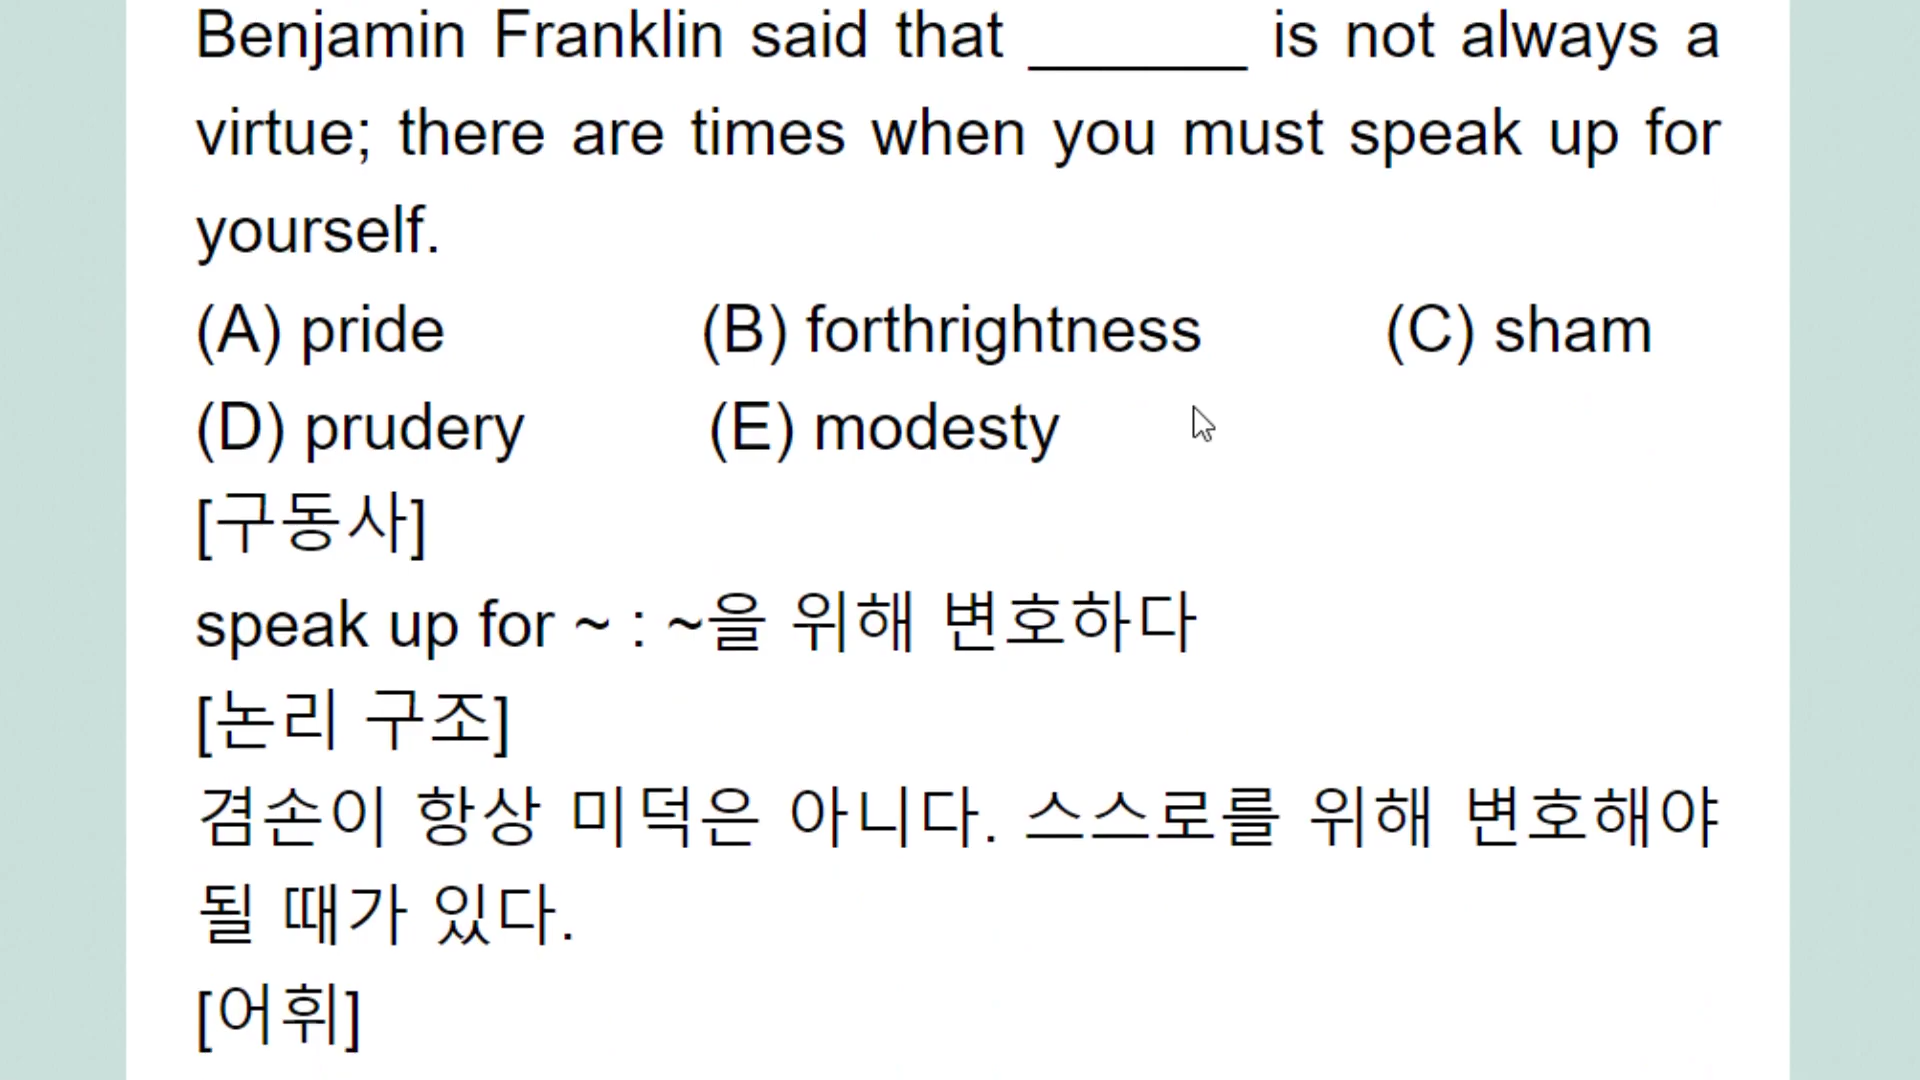 Benjamin Franklin said that _______ is not always a
virtue; there are times when you must speak up for
yourself.
(A) pride (B) forthrightness (C) sham
(D) prudery (E) modesty
[구동사]
speak up for ~ : ~을 위해 변호하다
[논리 구조]
겸손이 항상 미덕은 아니다. 스스로를 위해 변호해야
될 때가 있다.
[어휘]